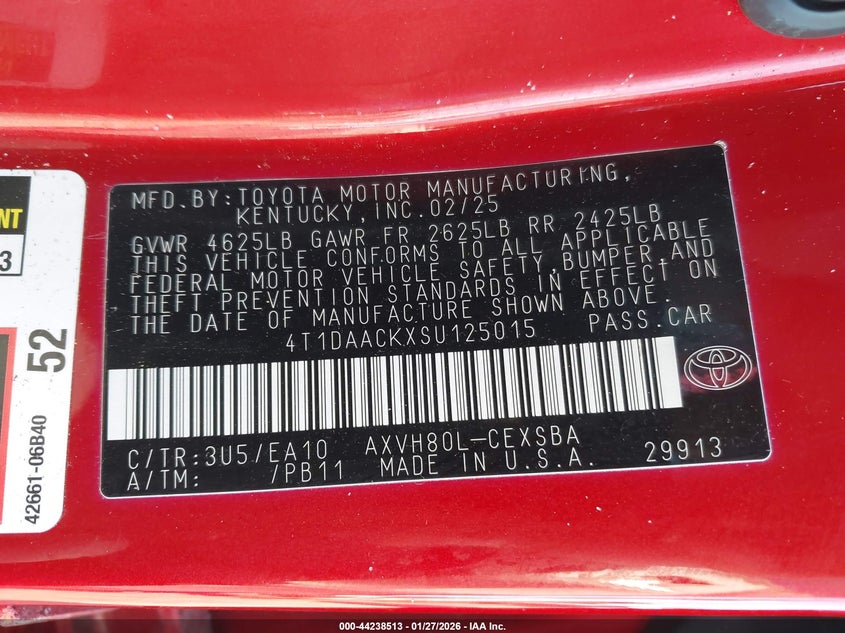 MFD.BY:TOYOTA MOTOR MANUFACTURING,
KENTUCKY,INC.02/25
GVWR 4625LB GAWR FR 2625LB RR 2425LB
THIS VEHICLE CONFORMS TO ALL APPLICABLE
FEDERAL MOTOR VEHICLE SAFETY,BUMPER,AND
THEFT PREVENTION STANDARDS IN EFFECT ON
THE DATE OF MANUFACTURE SHOWN ABOVE.
4T1DAACKXSU125015 PASS.CAR
C/TR:3U5/EA10 AXVH80L-CEXSBA
A/TM: /PB11 MADE IN U.S.A. 29913
NT
3
52
42661-06B40
000-44238513 / 01/27/2026 - IAA Inc.